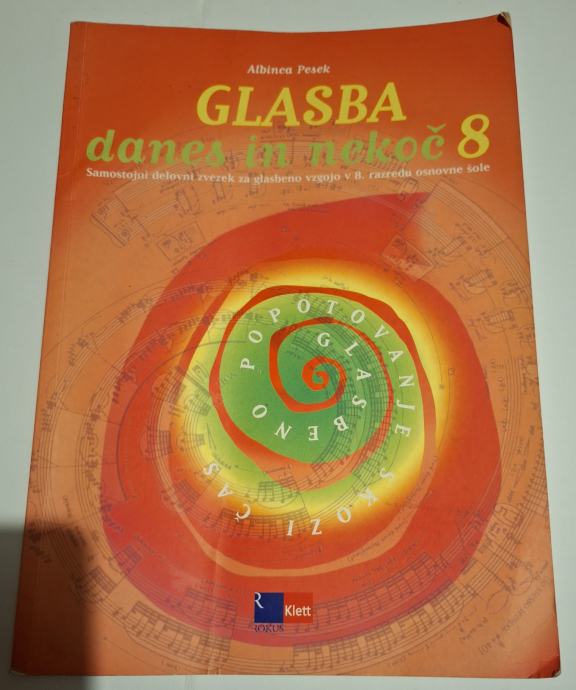 Albinca Pesek
GLASBA
danes in nekoč 8
Samostojni delovni zvezek za glasbeno vzgojo v 8. razredu osnovne šole
GLASBENO POPOTOVANJE SKOZI ČAS
R Klett
ROKUS